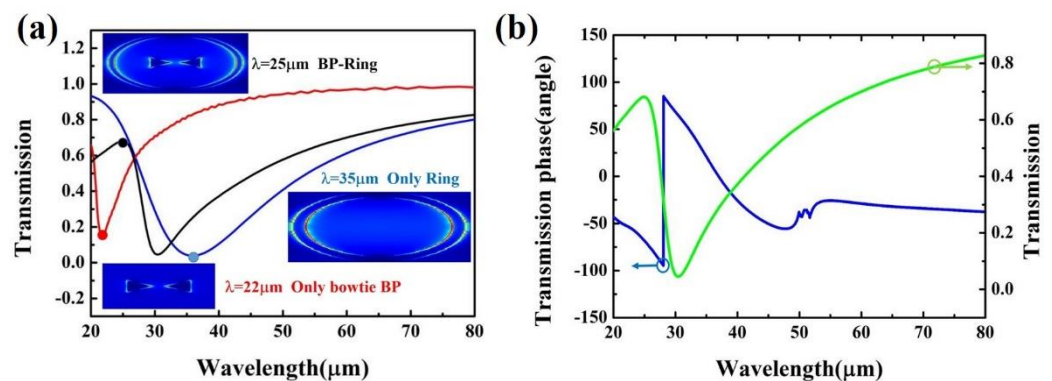 (a)
Transmission
1.2
1.0
0.8
0.6
0.4
0.2
0.0
-0.2
λ=25μm BP-Ring
λ=35μm Only Ring
λ=22μm Only bowtie BP
20 30 40 50 60 70 80
Wavelength(μm)
(b)
Transmission phase(angle)
150
100
50
0
-50
-100
-150
20 30 40 50 60 70 80
Wavelength(μm)
0.8
0.6
0.4
0.2
0.0
Transmission